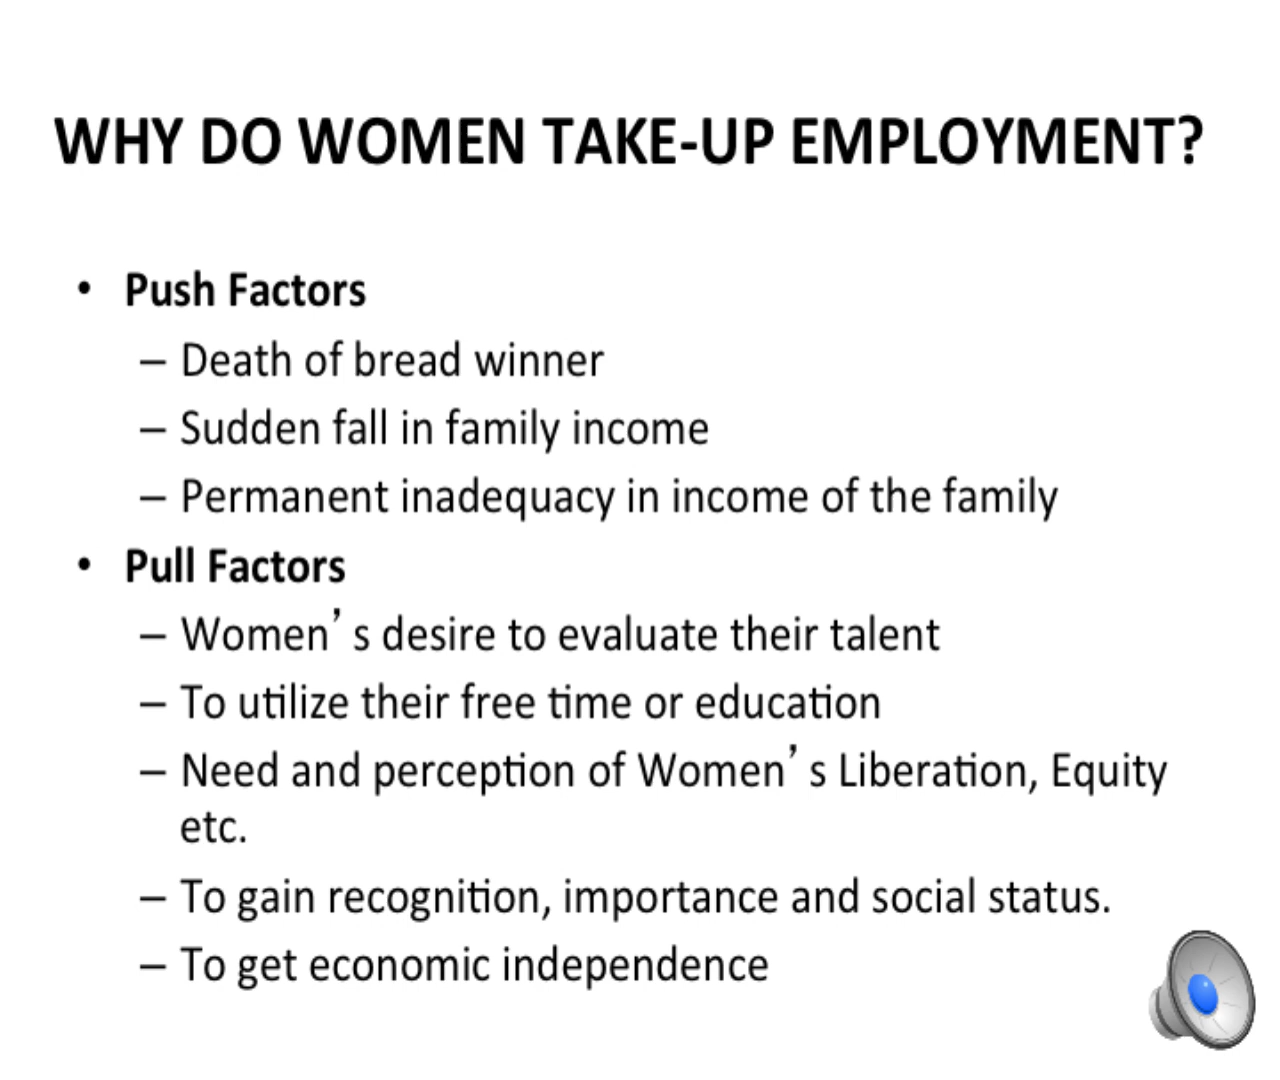 WHY DO WOMEN TAKE-UP EMPLOYMENT?
• Push Factors
– Death of bread winner
– Sudden fall in family income
– Permanent inadequacy in income of the family
• Pull Factors
– Women’s desire to evaluate their talent
– To utilize their free time or education
– Need and perception of Women’s Liberation, Equity
etc.
– To gain recognition, importance and social status.
– To get economic independence